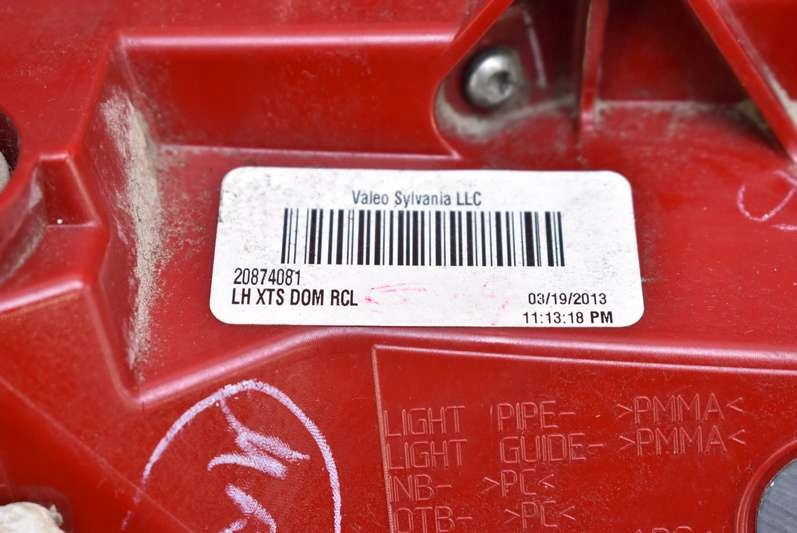 Valeo Sylvania LLC
20874081
LH XTS DOM RCL
03/19/2013
11:13:18 PM
LIGHT PIPE- >PMMA<
LIGHT GUIDE- >PMMA<
INB- >PC<
OTB- >PC<